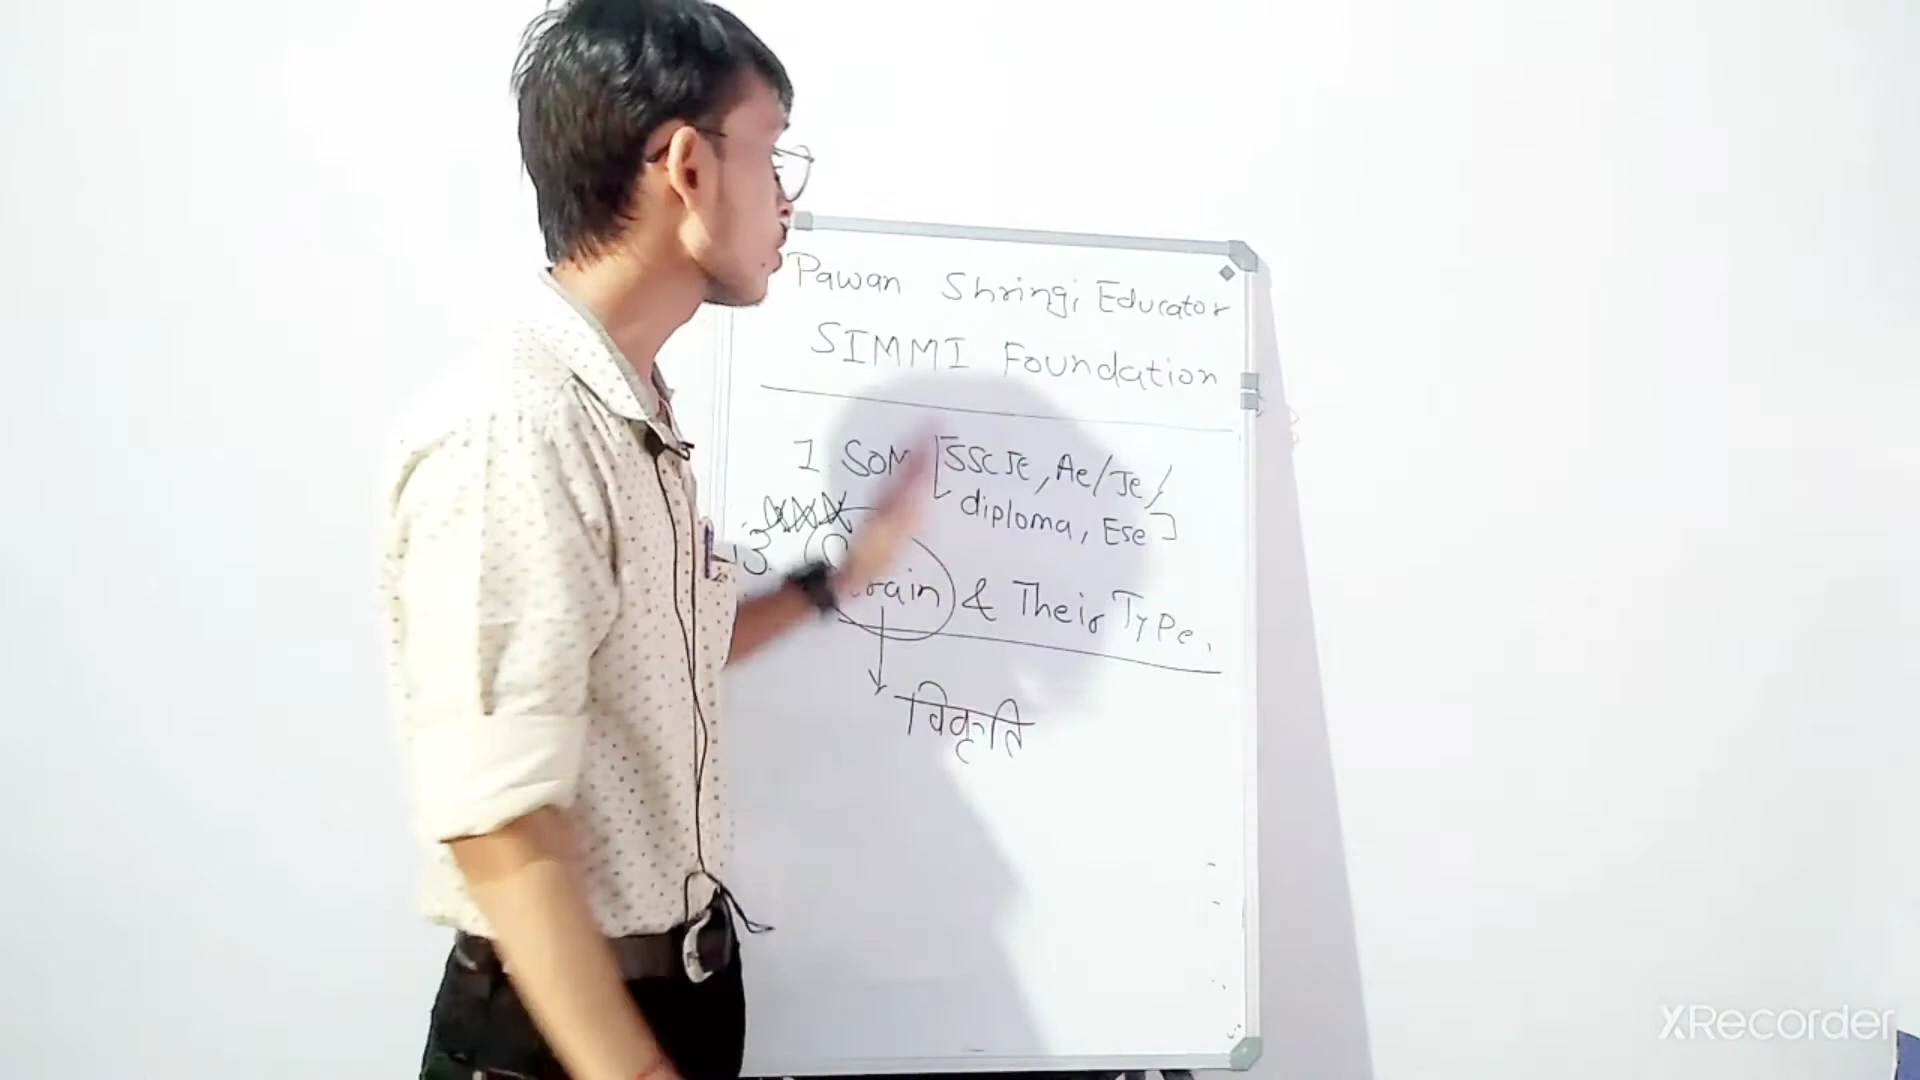 Pawan Shringi Educator
SIMMI Foundation
1 SOM [SSC JE, Ae/Je/
diploma, Ese]
3.
& Their Type.
विकृति
XRecorder